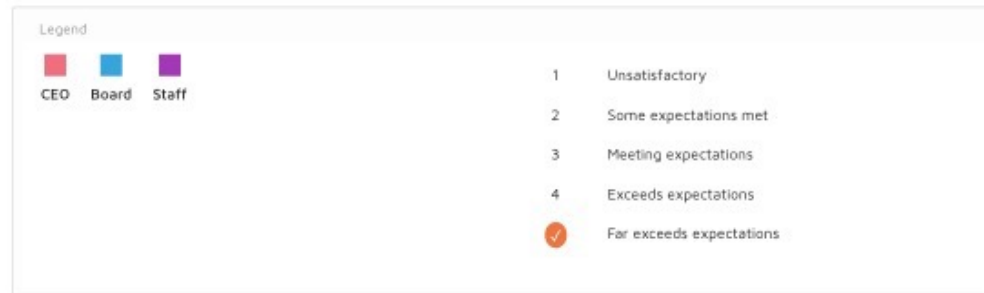 Legend
CEO Board Staff
1 Unsatisfactory
2 Some expectations met
3 Meeting expectations
4 Exceeds expectations
Far exceeds expectations